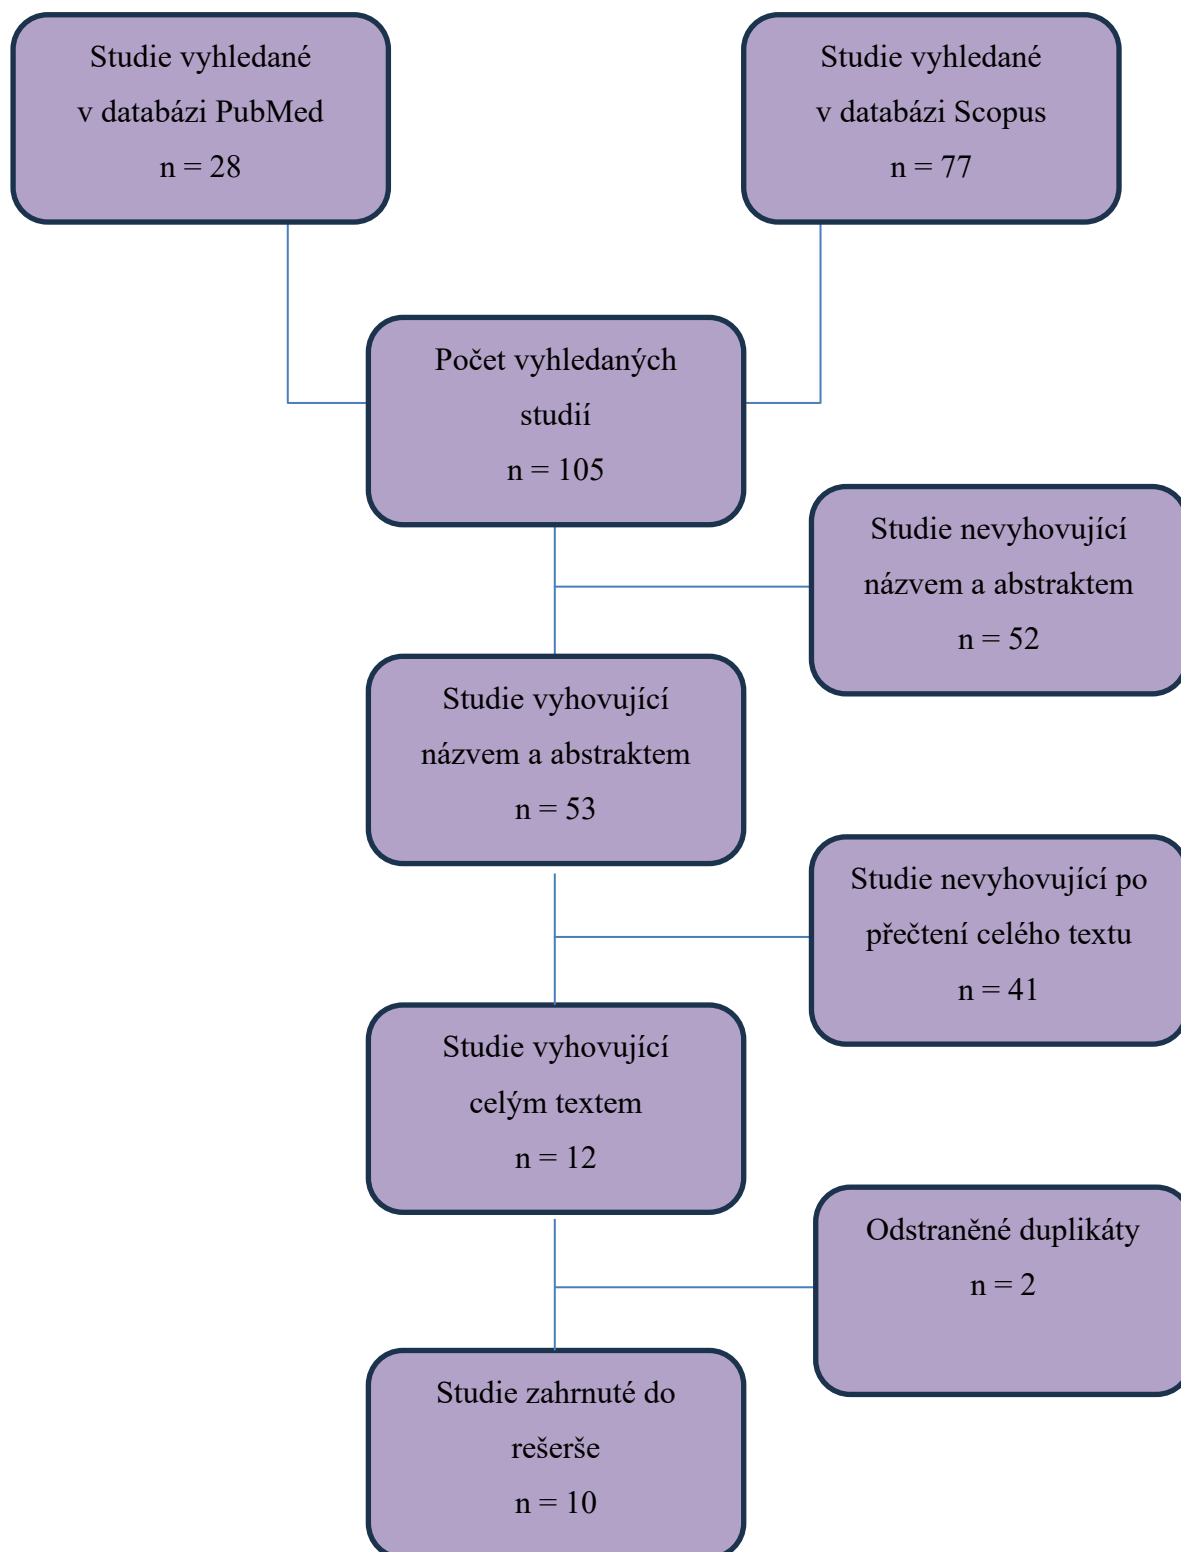 Studie vyhledané
v databázi PubMed
n = 28
Studie vyhledané
v databázi Scopus
n = 77
Počet vyhledaných
studií
n = 105
Studie nevyhovující
názvem a abstraktem
n = 52
Studie vyhovující
názvem a abstraktem
n = 53
Studie nevyhovující po
přečtení celého textu
n = 41
Studie vyhovující
celým textem
n = 12
Odstraněné duplikáty
n = 2
Studie zahrnuté do
rešerše
n = 10